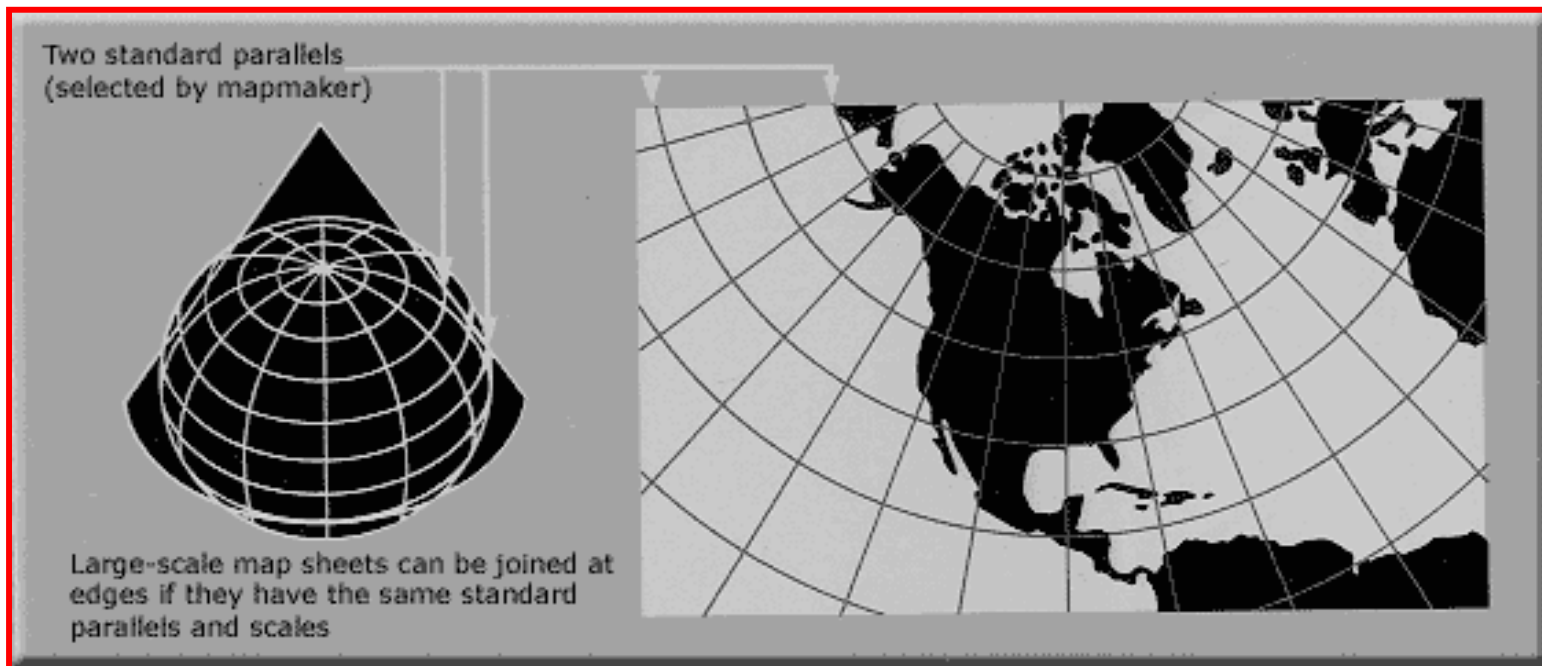 Two standard parallels
(selected by mapmaker)
Large-scale map sheets can be joined at
edges if they have the same standard
parallels and scales